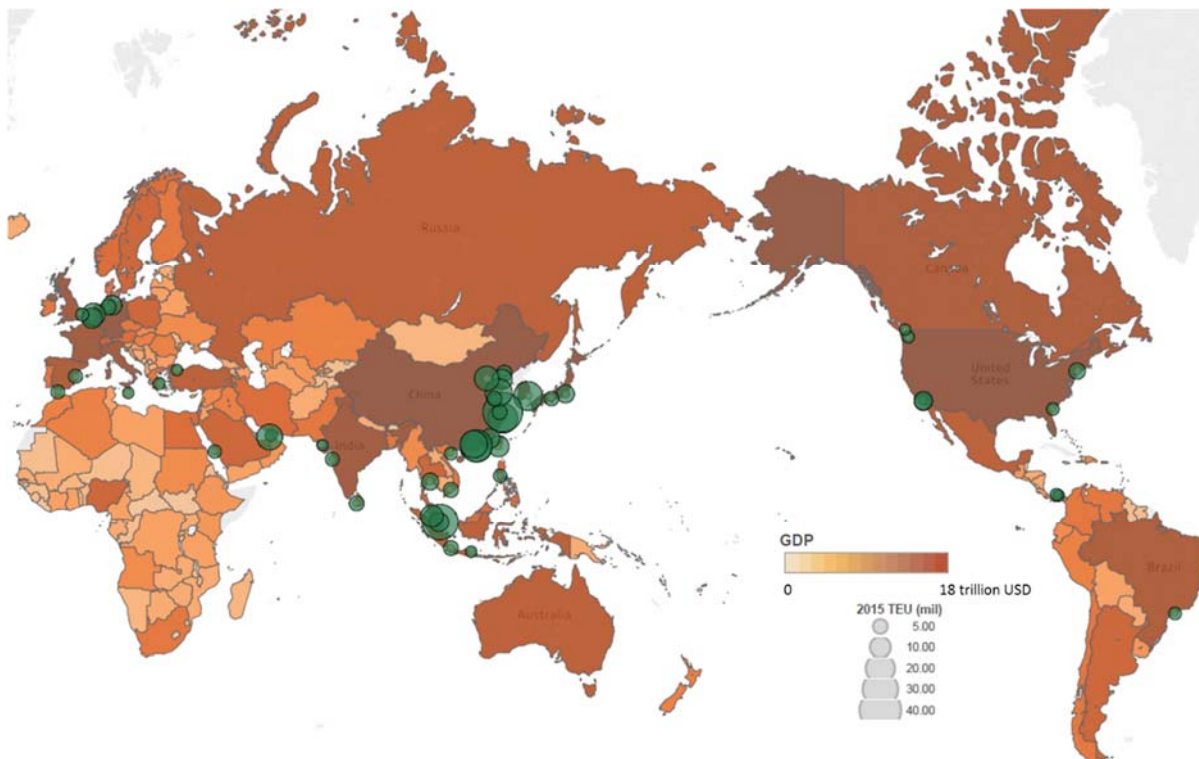 Russia
Canada
China
United
States
India
GDP
0
18 trillion USD
Brazil
Australia
2015 TEU (mil)
5.00
10.00
20.00
30.00
40.00